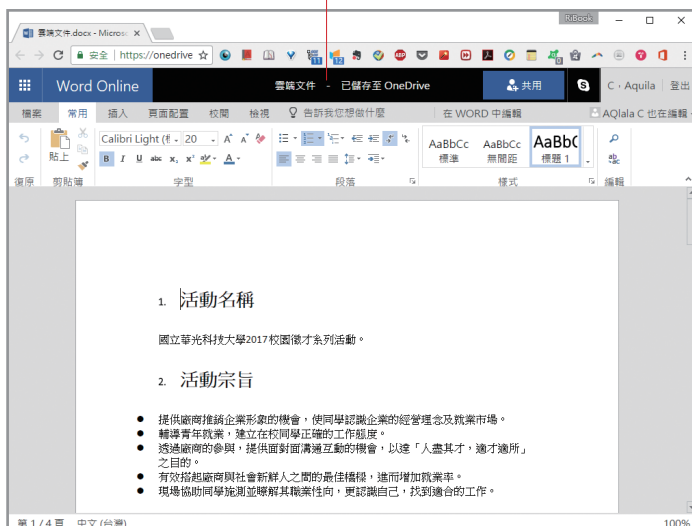 RiBook
雲端文件.docx - Micros
安全 | https://onedrive
11
12
0
Word Online
雲端文件 - 已儲存至 OneDrive
共用
C, Aquila
登出
檔案 常用 插入 頁面配置 校閱 檢視 告訴我您想做什麼 在 WORD 中編輯 AQlala C 也在編輯
貼上
Calibri Light (
20
B I U abc x₂ x² A
AaBbCc AaBbCc AaBb
標準 無間距 標題 1
復原 剪貼簿 字型 段落 樣式 編輯
1. 活動名稱
國立華光科技大學2017校園徵才系列活動。
2. 活動宗旨
● 提供廠商推銷企業形象的機會，使同學認識企業的經營理念及就業市場。
● 輔導青年就業，建立在校同學正確的工作態度。
● 透過廠商的參與，提供面對面溝通互動的機會，以達「人盡其才，適才適所」
之目的。
● 有效搭起廠商與社會新鮮人之間的最佳橋樑，進而增加就業率。
● 現場協助同學施測並瞭解其職業性向，更認識自己，找到適合的工作。
第 1 / 4 頁 中文 (台灣) 100%